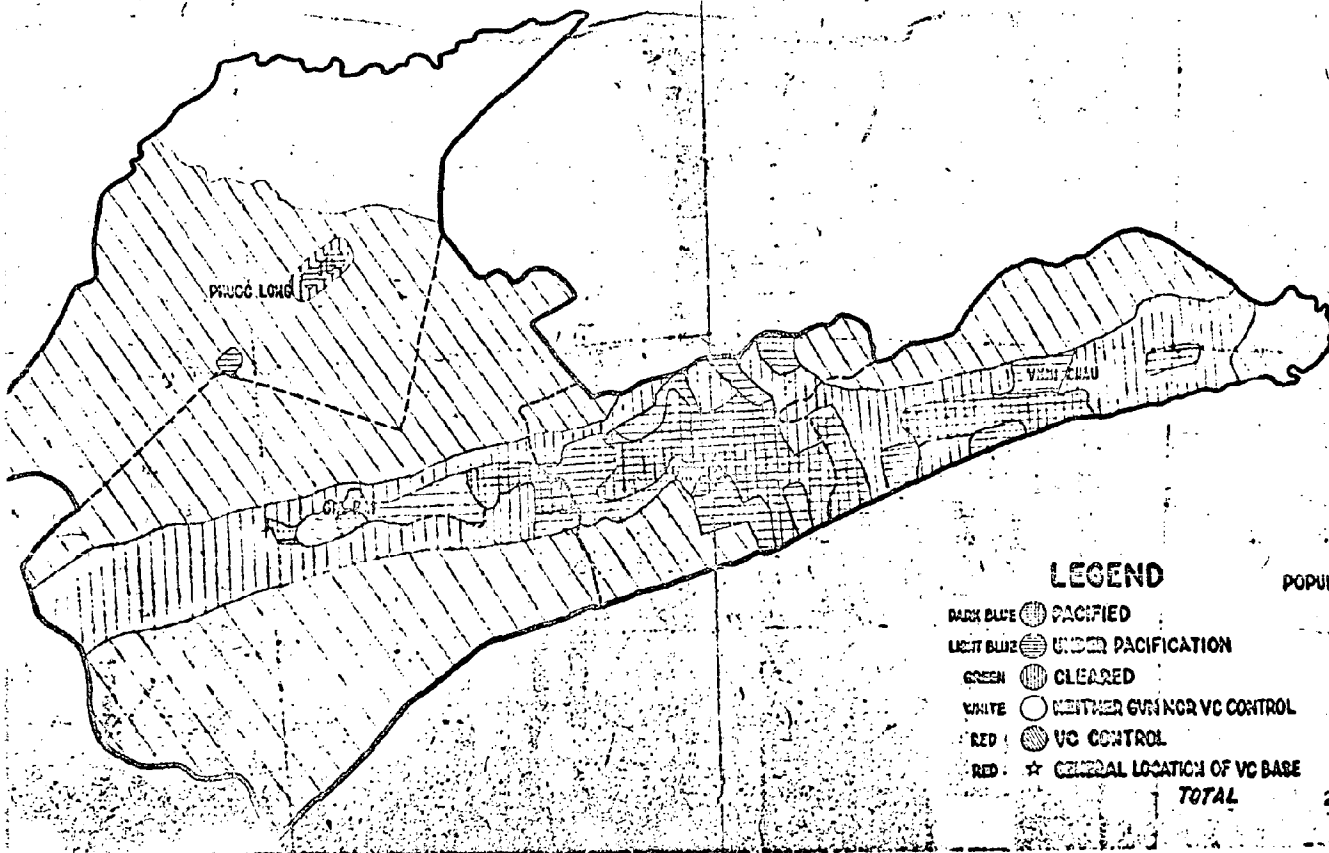 PHUOC LONG
VINH CHAU
LEGEND
POPUL
DARK BLUE PACIFIED
LIGHT BLUE UNDER PACIFICATION
GREEN CLEARED
WHITE NEITHER GVN NOR VC CONTROL
RED VC CONTROL
RED ☆ GENERAL LOCATION OF VC BASE
TOTAL